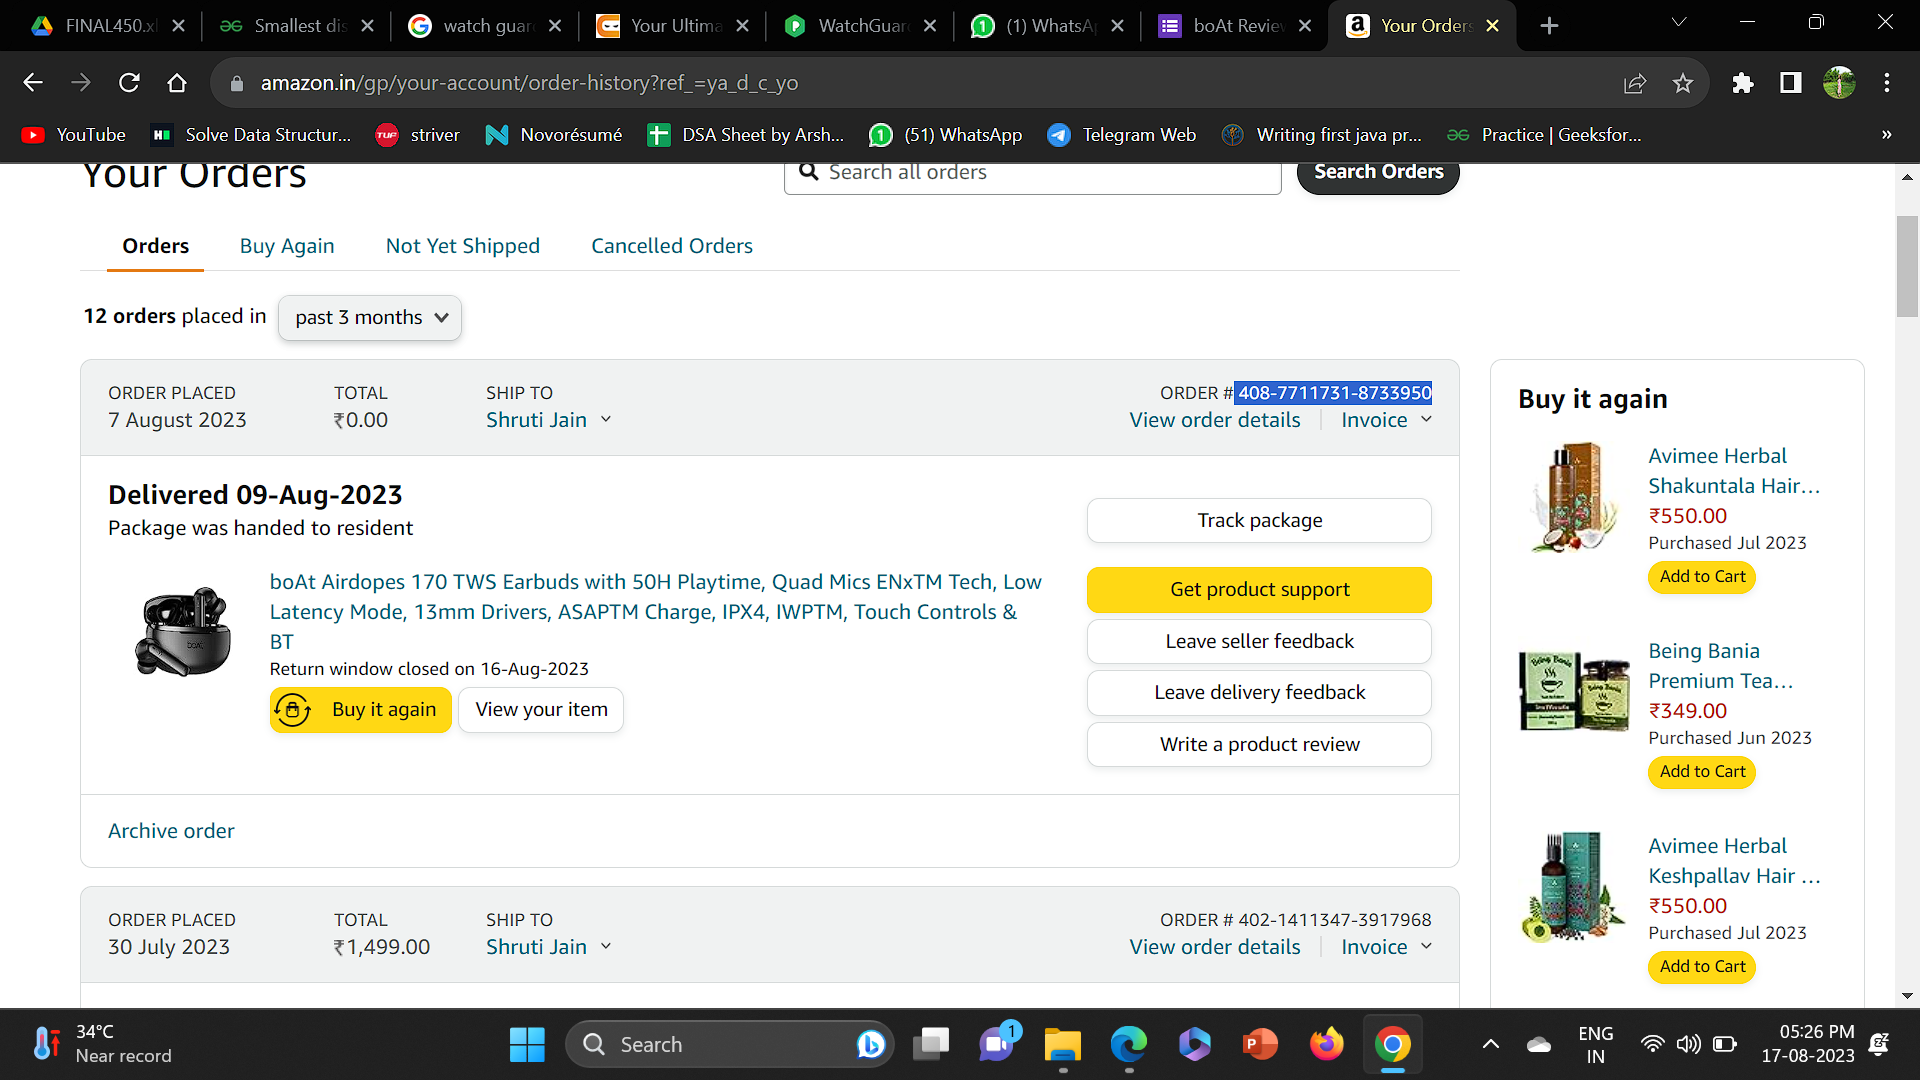 FINAL450.xl
Smallest dis
watch guar
Your Ultima
WatchGuar
(1) WhatsAp
boAt Review
Your Orders
amazon.in/gp/your-account/order-history?ref_=ya_d_c_yo
YouTube
Solve Data Structur...
striver
Novorésumé
DSA Sheet by Arsh...
(51) WhatsApp
Telegram Web
Writing first java pr...
Practice | Geeksfor...
»
Your Orders
Search all orders
Search Orders
Orders
Buy Again
Not Yet Shipped
Cancelled Orders
12 orders placed in past 3 months
ORDER PLACED
7 August 2023
TOTAL
₹0.00
SHIP TO
Shruti Jain
ORDER # 408-7711731-8733950
View order details
Invoice
Delivered 09-Aug-2023
Package was handed to resident
boAt Airdopes 170 TWS Earbuds with 50H Playtime, Quad Mics ENxTM Tech, Low
Latency Mode, 13mm Drivers, ASAPTM Charge, IPX4, IWPTM, Touch Controls &
BT
Return window closed on 16-Aug-2023
Buy it again
View your item
Track package
Get product support
Leave seller feedback
Leave delivery feedback
Write a product review
Archive order
ORDER PLACED
30 July 2023
TOTAL
₹1,499.00
SHIP TO
Shruti Jain
ORDER # 402-1411347-3917968
View order details
Invoice
Buy it again
Avimee Herbal
Shakuntala Hair...
₹550.00
Purchased Jul 2023
Add to Cart
Being Bania
Premium Tea...
₹349.00
Purchased Jun 2023
Add to Cart
Avimee Herbal
Keshpallav Hair ...
₹550.00
Purchased Jul 2023
Add to Cart
34°C
Near record
Search
1
ENG
IN
05:26 PM
17-08-2023